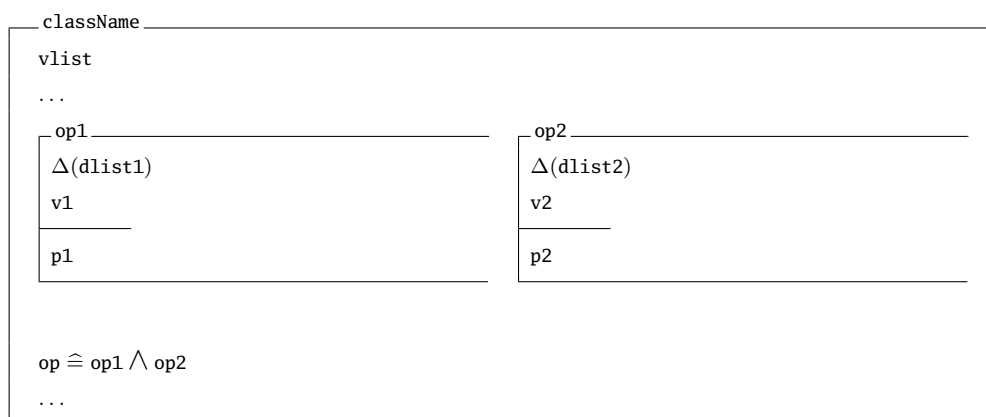 className
vlist
...
op1
Δ(dlist1)
v1
p1
op2
Δ(dlist2)
v2
p2
op ≙ op1 ∧ op2
...